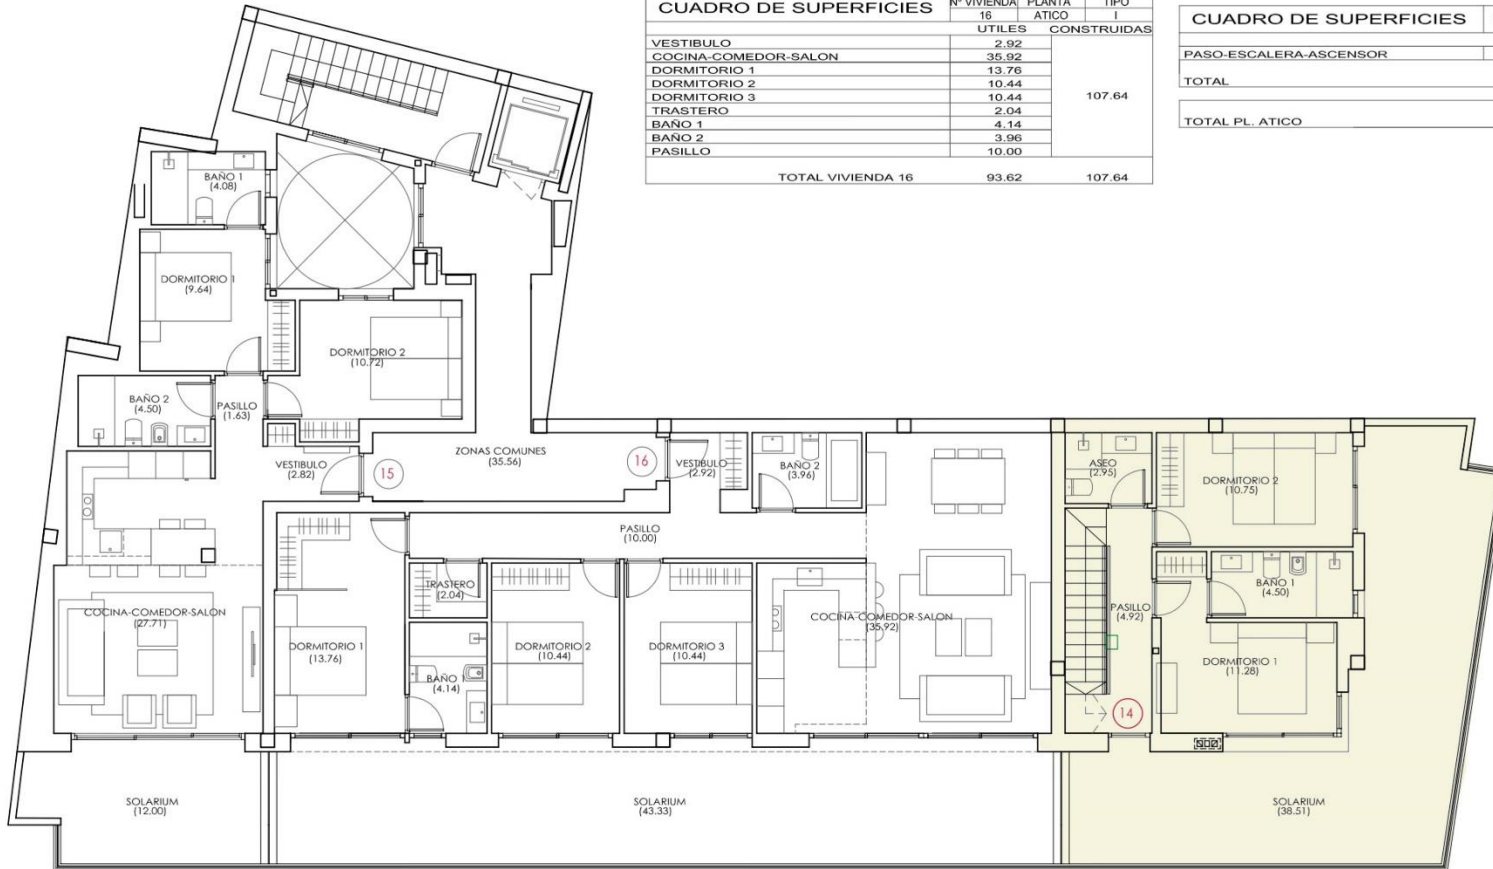 CUADRO DE SUPERFICIES
Nº VIVIENDA PLANTA TIPO
16 ATICO I
UTILES CONSTRUIDAS
VESTIBULO 2.92
COCINA-COMEDOR-SALON 35.92
DORMITORIO 1 13.76
DORMITORIO 2 10.44
DORMITORIO 3 10.44
107.64
TRASTERO 2.04
BAÑO 1 4.14
BAÑO 2 3.96
PASILLO 10.00
TOTAL VIVIENDA 16 93.62 107.64
CUADRO DE SUPERFICIES
PASO-ESCALERA-ASCENSOR
TOTAL
TOTAL PL. ATICO
BAÑO 1
(4.08)
DORMITORIO 1
(9.64)
DORMITORIO 2
(10.72)
BAÑO 2
(4.50)
PASILLO
(1.63)
VESTIBULO
(2.82)
15
ZONAS COMUNES
(35.56)
16
VESTIBULO
(2.92)
BAÑO 2
(3.96)
ASEO
(2.95)
DORMITORIO 2
(10.75)
PASILLO
(10.00)
TRASTERO
(2.04)
BAÑO 1
(4.50)
COCINA-COMEDOR-SALON
(27.71)
DORMITORIO 1
(13.76)
BAÑO 1
(4.14)
DORMITORIO 2
(10.44)
DORMITORIO 3
(10.44)
COCINA-COMEDOR-SALON
(35.92)
PASILLO
(4.92)
DORMITORIO 1
(11.28)
14
SOLARIUM
(12.00)
SOLARIUM
(43.33)
SOLARIUM
(38.51)